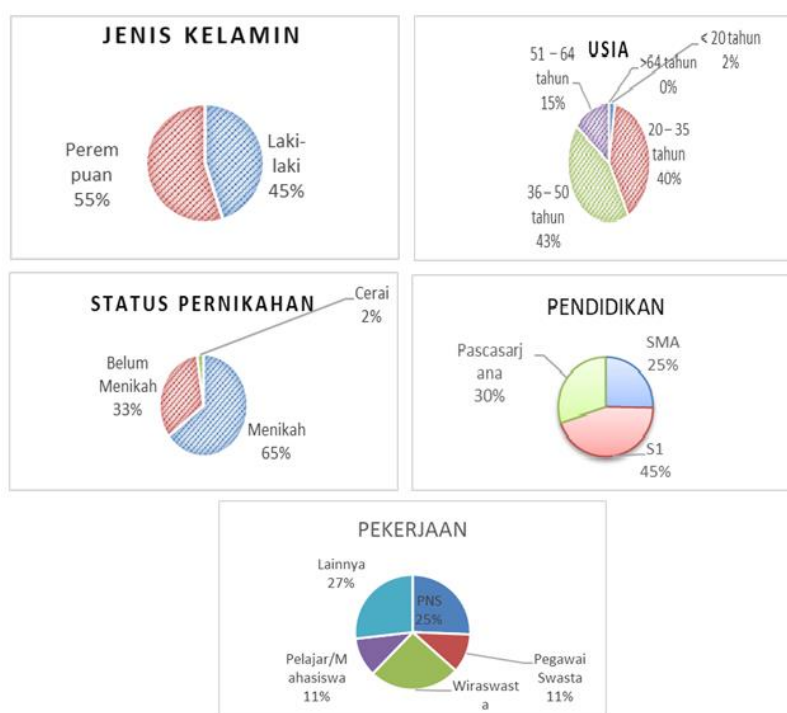 JENIS KELAMIN
Perem
puan
55%
Laki-
laki
45%
USIA
51 – 64
tahun
15%
>64 tahun
0%
< 20 tahun
2%
20 – 35
tahun
40%
36 – 50
tahun
43%
STATUS PERNIKAHAN
Cerai
2%
Belum
Menikah
33%
Menikah
65%
PENDIDIKAN
Pascasarj
ana
30%
SMA
25%
S1
45%
PEKERJAAN
Lainnya
27%
PNS
25%
Pelajar/M
ahasiswa
11%
Wiraswast
a
Pegawai
Swasta
11%